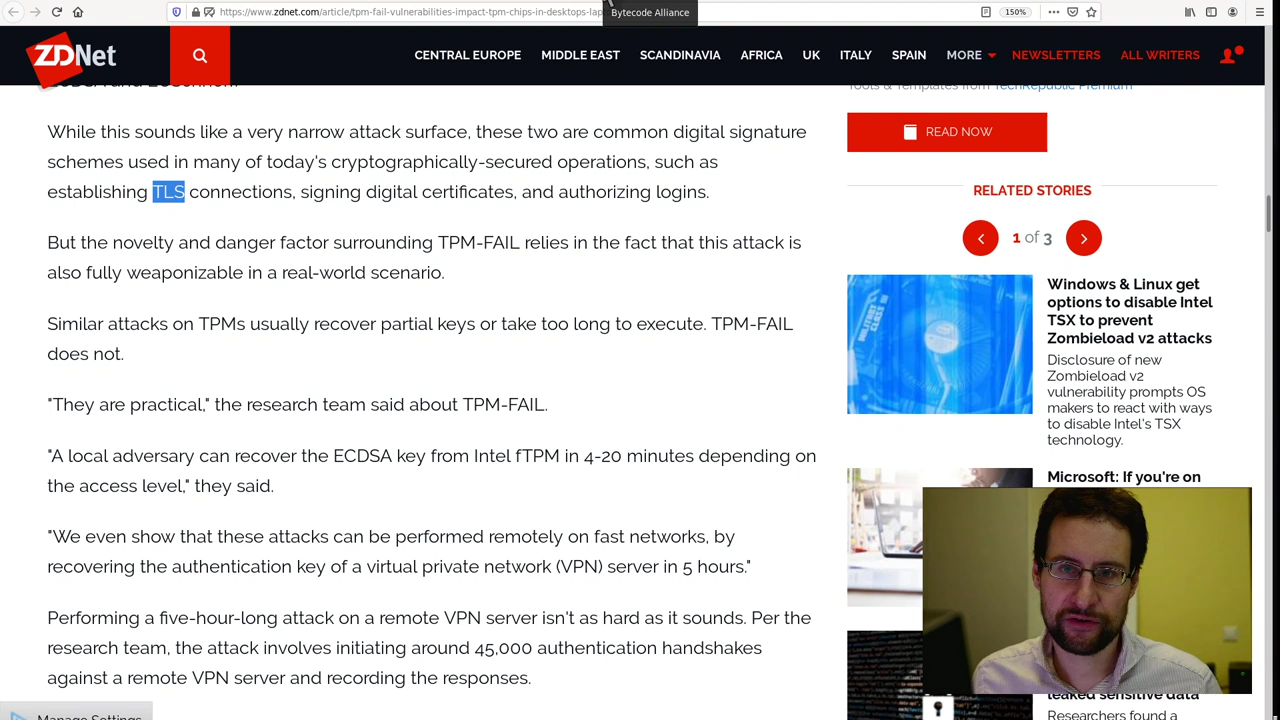 https://www.zdnet.com/article/tpm-fail-vulnerabilities-impact-tpm-chips-in-desktops-lap
Bytecode Alliance
150%
ZDNet
CENTRAL EUROPE
MIDDLE EAST
SCANDINAVIA
AFRICA
UK
ITALY
SPAIN
MORE
NEWSLETTERS
ALL WRITERS
While this sounds like a very narrow attack surface, these two are common digital signature
schemes used in many of today's cryptographically-secured operations, such as
establishing TLS connections, signing digital certificates, and authorizing logins.
But the novelty and danger factor surrounding TPM-FAIL relies in the fact that this attack is
also fully weaponizable in a real-world scenario.
Similar attacks on TPMs usually recover partial keys or take too long to execute. TPM-FAIL
does not.
"They are practical," the research team said about TPM-FAIL.
"A local adversary can recover the ECDSA key from Intel fTPM in 4-20 minutes depending on
the access level," they said.
"We even show that these attacks can be performed remotely on fast networks, by
recovering the authentication key of a virtual private network (VPN) server in 5 hours."
Performing a five-hour-long attack on a remote VPN server isn't as hard as it sounds. Per the
research team, the attack involves initiating around 45,000 authentication handshakes
against a remote VPN server and recording the responses.
Manage Settings
Tools & Templates from TechRepublic Premium
READ NOW
RELATED STORIES
1 of 3
Windows & Linux get
options to disable Intel
TSX to prevent
Zombieload v2 attacks
Disclosure of new
Zombieload v2
vulnerability prompts OS
makers to react with ways
to disable Intel's TSX
technology.
Microsoft: If you're on
leaked sensitive data
Researchers found a